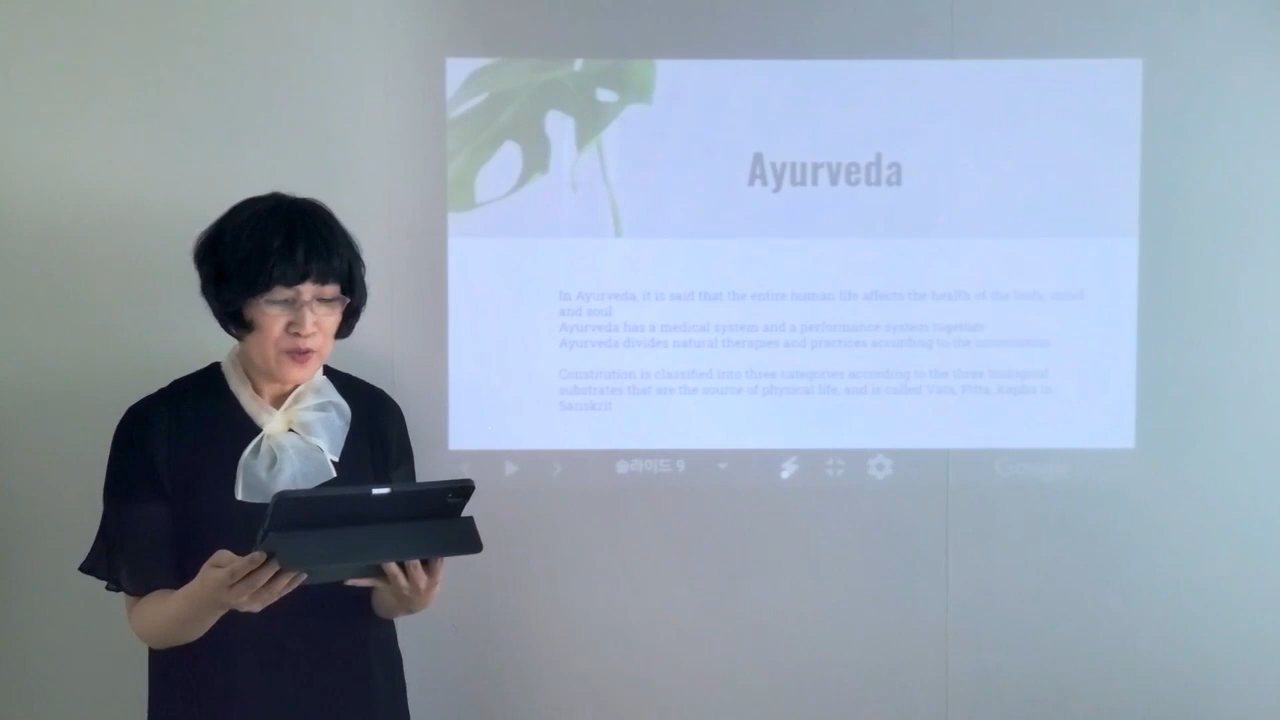 Ayurveda
In Ayurveda, it is said that the entire human life affects the health of the body, mind
and soul
Ayurveda has a medical system and a performance system together
Ayurveda divides natural therapies and practices according to the
Constitution is classified into three categories according to the three biological
substrates that are the source of physical life, and is called Vata, Pitta, Kapha in
Sanskrit
슬라이드 9